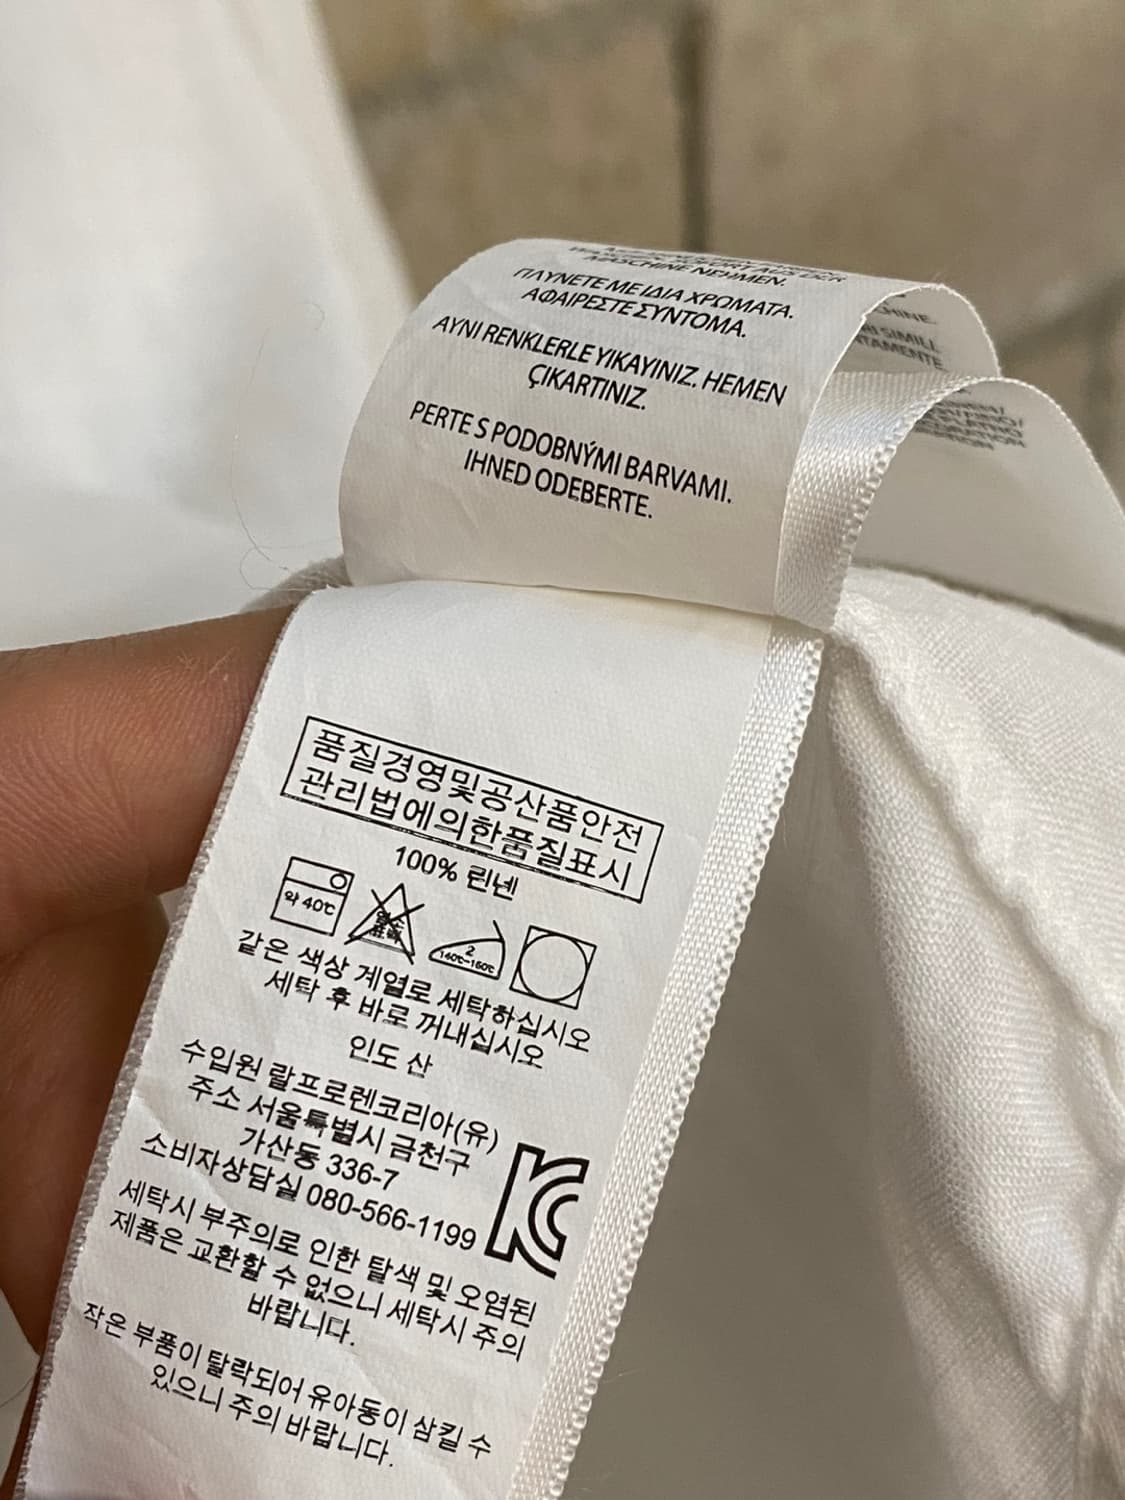 MASCHINE NEHMEN.
ΠΛΥΝΕΤΕ ΜΕ ΙΔΙΑ ΧΡΩΜΑΤΑ.
ΑΦΑΙΡΕΣΤΕ ΣΥΝΤΟΜΑ.
AYNI RENKLERLE YIKAYINIZ. HEMEN
ÇIKARTINIZ.
PERTE S PODOBNÝMI BARVAMI.
IHNED ODEBERTE.
품질경영및공산품안전
관리법에의한품질표시
100% 린넨
약 40℃
염소
표백
2
140℃-160℃
같은 색상 계열로 세탁하십시오
세탁 후 바로 꺼내십시오
인도 산
수입원 랄프로렌코리아(유)
주소 서울특별시 금천구
가산동 336-7
소비자상담실 080-566-1199
KC
세탁시 부주의로 인한 탈색 및 오염된
제품은 교환할 수 없으니 세탁시 주의
바랍니다.
작은 부품이 탈락되어 유아동이 삼킬 수
있으니 주의 바랍니다.